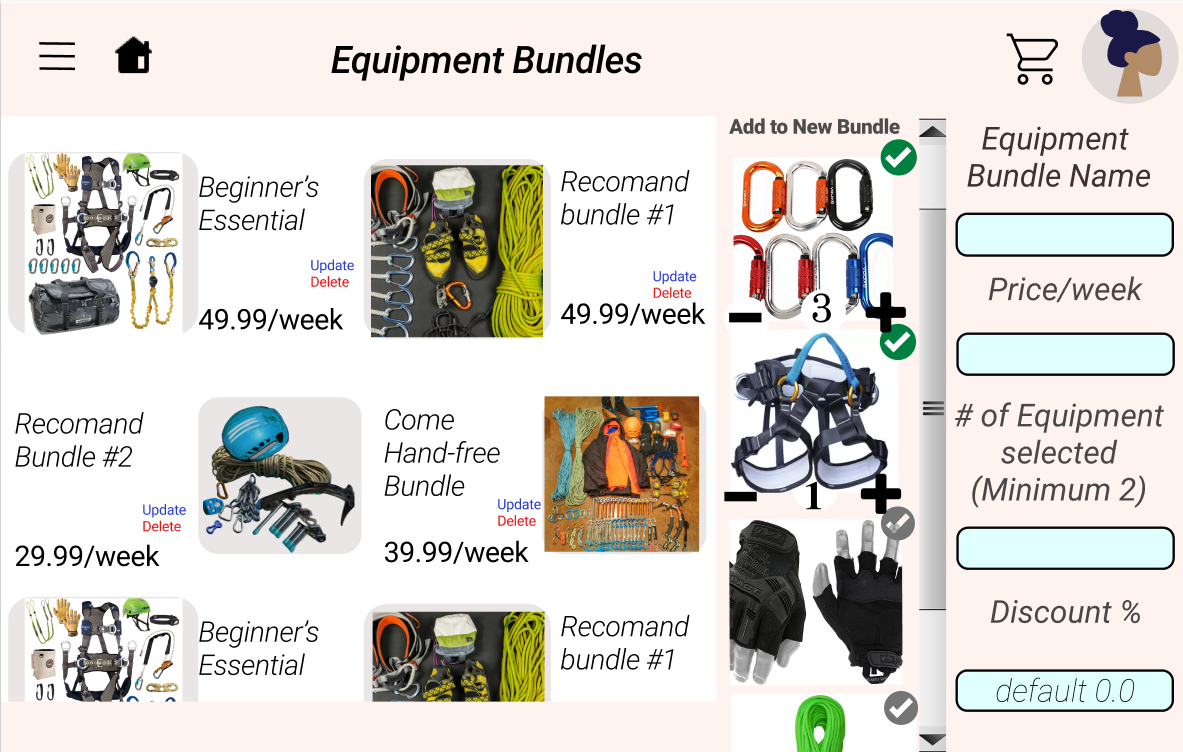 Equipment Bundles
Beginner's
Essential
Update
Delete
49.99/week
Recomand
bundle #1
Update
Delete
49.99/week
Recomand
Bundle #2
Update
Delete
29.99/week
Come
Hand-free
Bundle
Update
Delete
39.99/week
Beginner's
Essential
Recomand
bundle #1
Add to New Bundle
3
1
Equipment
Bundle Name
Price/week
# of Equipment
selected
(Minimum 2)
Discount %
default 0.0